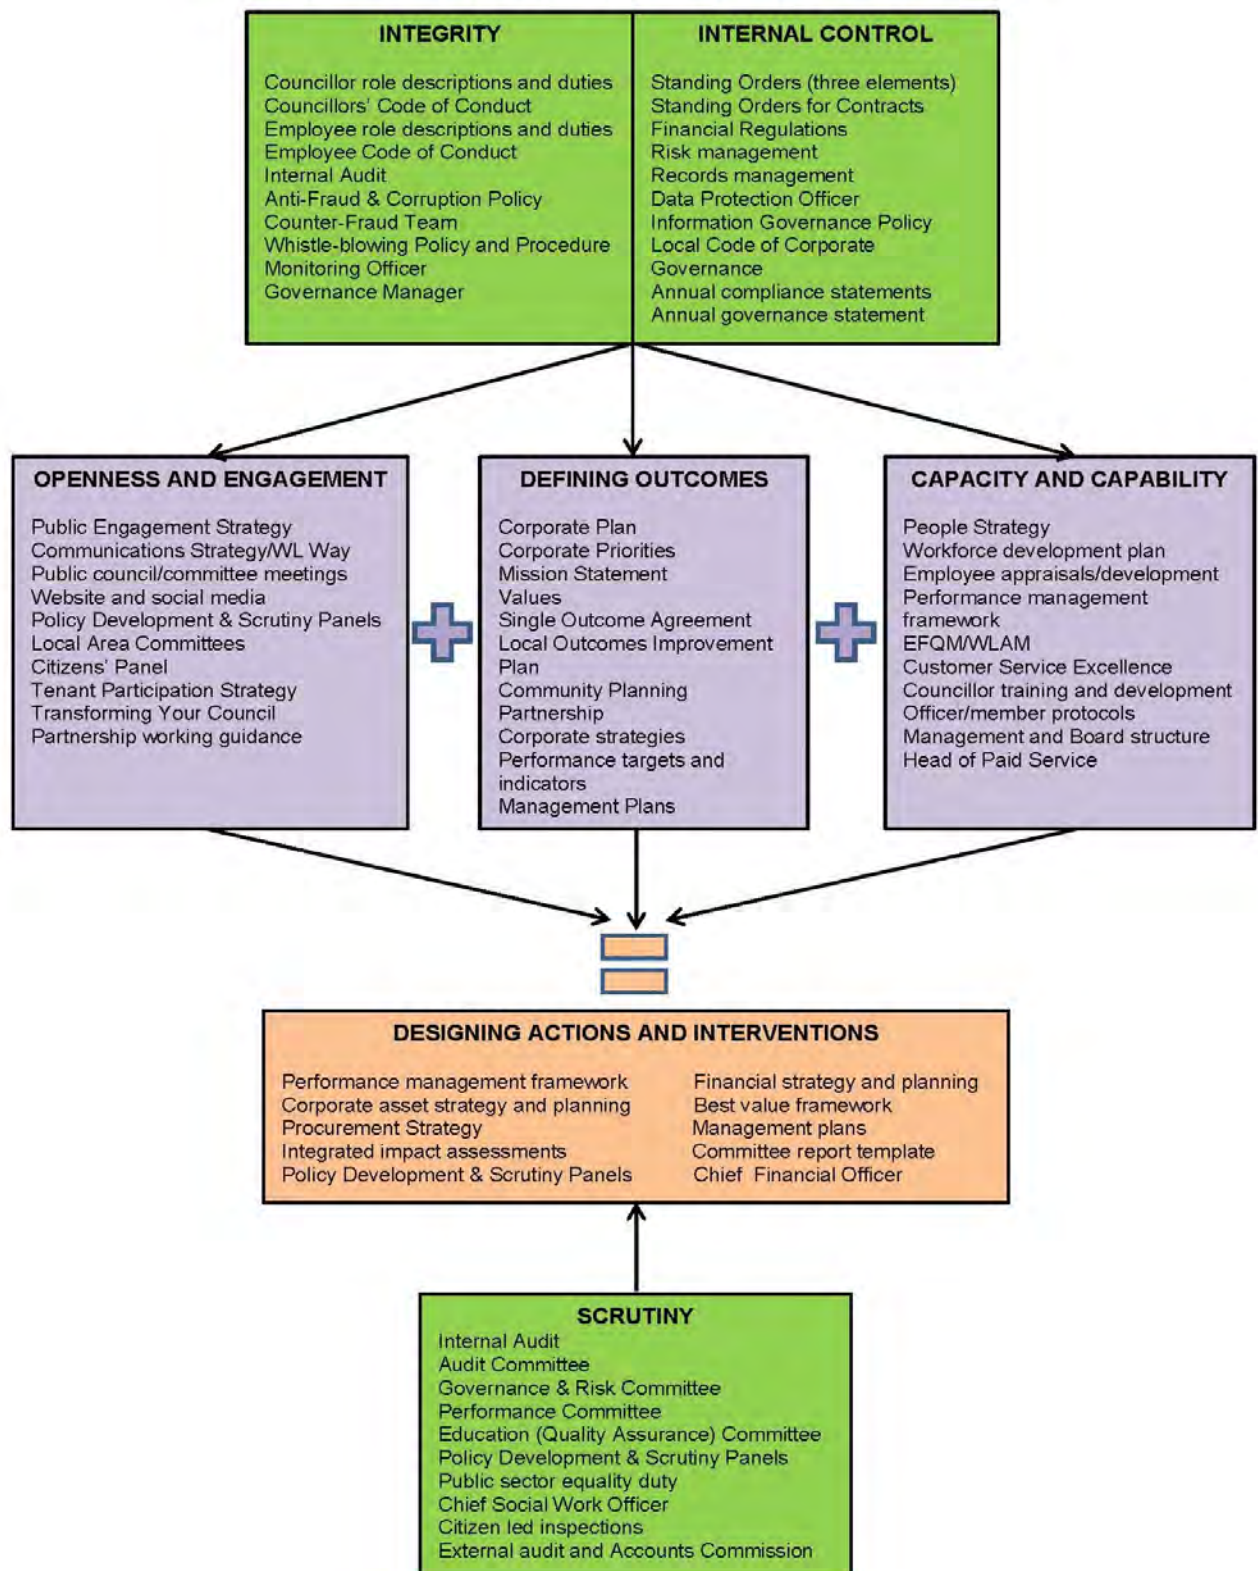 INTEGRITY
Councillor role descriptions and duties
Councillors' Code of Conduct
Employee role descriptions and duties
Employee Code of Conduct
Internal Audit
Anti-Fraud & Corruption Policy
Counter-Fraud Team
Whistle-blowing Policy and Procedure
Monitoring Officer
Governance Manager
INTERNAL CONTROL
Standing Orders (three elements)
Standing Orders for Contracts
Financial Regulations
Risk management
Records management
Data Protection Officer
Information Governance Policy
Local Code of Corporate
Governance
Annual compliance statements
Annual governance statement
OPENNESS AND ENGAGEMENT
Public Engagement Strategy
Communications Strategy/WL Way
Public council/committee meetings
Website and social media
Policy Development & Scrutiny Panels
Local Area Committees
Citizens' Panel
Tenant Participation Strategy
Transforming Your Council
Partnership working guidance
DEFINING OUTCOMES
Corporate Plan
Corporate Priorities
Mission Statement
Values
Single Outcome Agreement
Local Outcomes Improvement
Plan
Community Planning
Partnership
Corporate strategies
Performance targets and
indicators
Management Plans
CAPACITY AND CAPABILITY
People Strategy
Workforce development plan
Employee appraisals/development
Performance management
framework
EFQM/WLAM
Customer Service Excellence
Councillor training and development
Officer/member protocols
Management and Board structure
Head of Paid Service
DESIGNING ACTIONS AND INTERVENTIONS
Performance management framework
Corporate asset strategy and planning
Procurement Strategy
Integrated impact assessments
Policy Development & Scrutiny Panels
Financial strategy and planning
Best value framework
Management plans
Committee report template
Chief Financial Officer
SCRUTINY
Internal Audit
Audit Committee
Governance & Risk Committee
Performance Committee
Education (Quality Assurance) Committee
Policy Development & Scrutiny Panels
Public sector equality duty
Chief Social Work Officer
Citizen led inspections
External audit and Accounts Commission